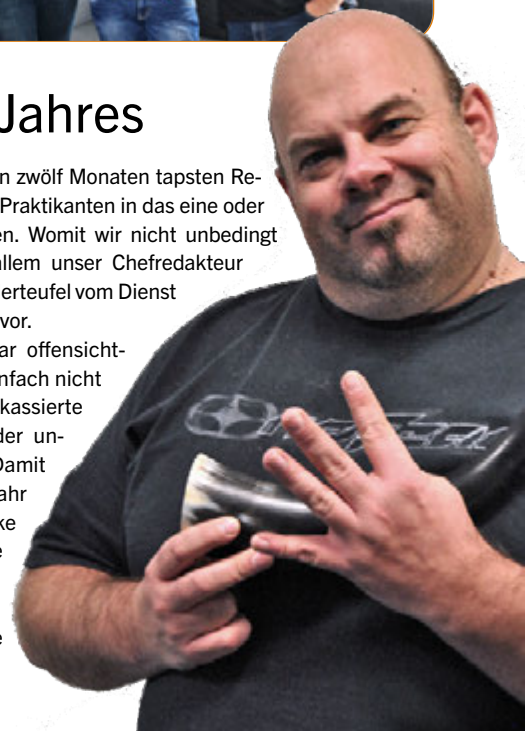 Jahres
n zwölf Monaten tapsten Re-
Praktikanten in das eine oder
en. Womit wir nicht unbedingt
allem unser Chefredakteur
erteufel vom Dienst
vor.
ar offensicht-
nfach nicht
kassierte
der un-
Damit
ahr
ke
e
e